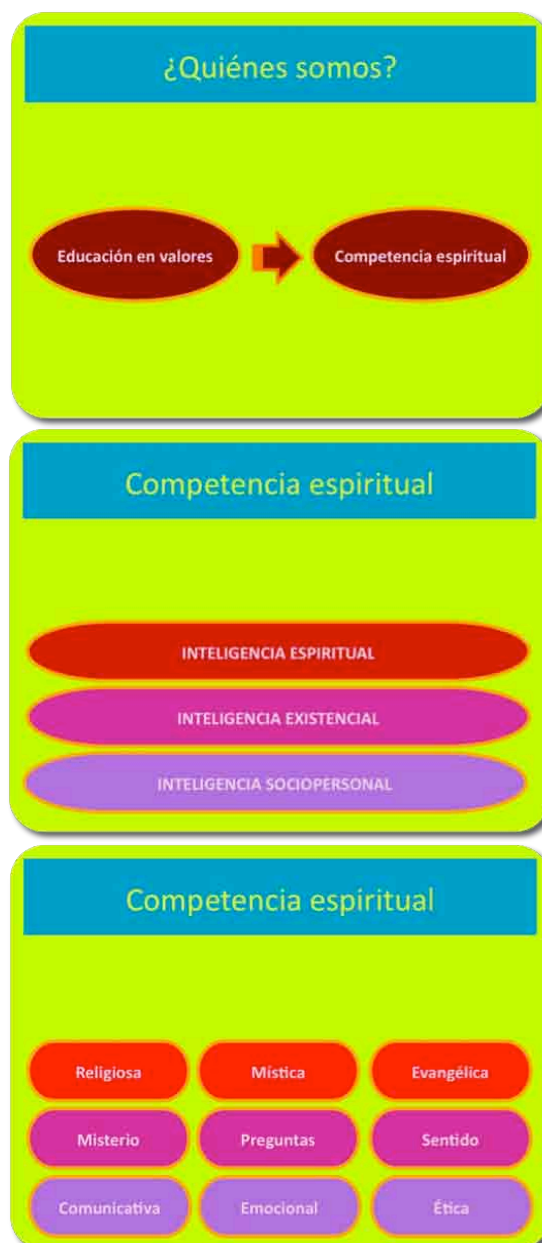 ¿Quiénes somos?
Educación en valores
Competencia espiritual
Competencia espiritual
INTELIGENCIA ESPIRITUAL
INTELIGENCIA EXISTENCIAL
INTELIGENCIA SOCIOPERSONAL
Competencia espiritual
Religiosa
Mística
Evangélica
Misterio
Preguntas
Sentido
Comunicativa
Emocional
Ética